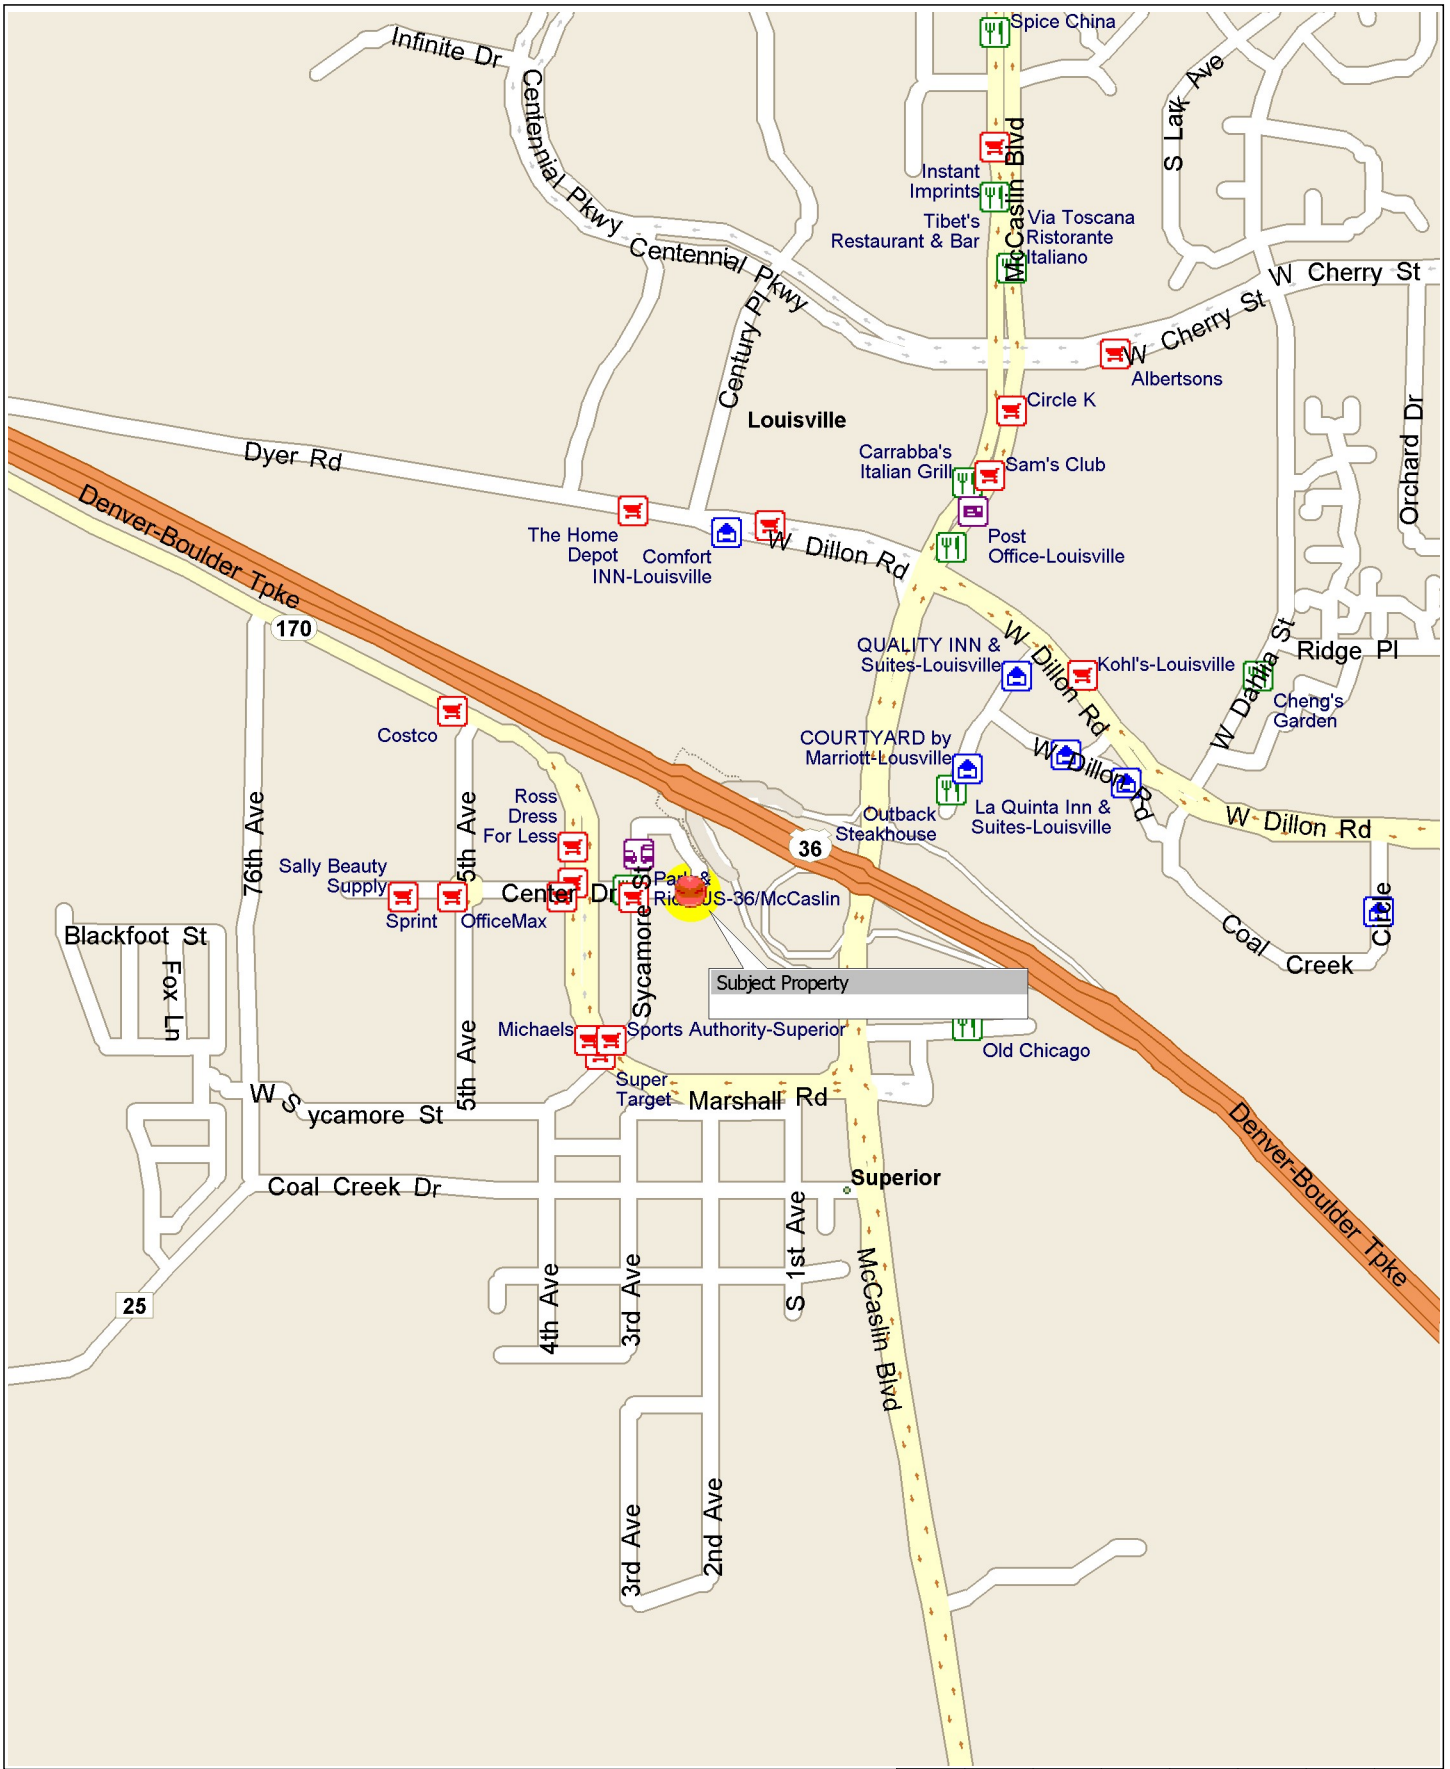 Spice China
Infinite Dr
Centennial Pkwy
S Lark Ave
McCaslin Blvd
Instant
Imprints
Tibet's
Restaurant & Bar
Via Toscana
Ristorante
Italiano
Centennial Pkwy
W Cherry St
W Cherry St
Century Pl
Albertsons
Circle K
Louisville
Orchard Dr
Dyer Rd
Carrabba's
Italian Grill
Sam's Club
Denver-Boulder Tpke
The Home
Depot
Comfort
INN-Louisville
W Dillon Rd
Post
Office-Louisville
170
QUALITY INN &
Suites-Louisville
W Dillon Rd
Kohl's-Louisville
W Dahlia St
Ridge Pl
Cheng's
Garden
Costco
COURTYARD by
Marriott-Lousville
W Dillon Rd
Ross
Dress
For Less
Outback
Steakhouse
La Quinta Inn &
Suites-Louisville
W Dillon Rd
36
76th Ave
5th Ave
Sally Beauty
Supply
Center Dr
Park &
Ride US-36/McCaslin
Sprint
OfficeMax
Sycamore St
Circle
Coal
Creek
Blackfoot St
Fox Ln
Subject Property
Michaels
Sports Authority-Superior
Old Chicago
5th Ave
Super
Target
Marshall Rd
W Sycamore St
Denver-Boulder Tpke
Superior
Coal Creek Dr
S 1st Ave
4th Ave
3rd Ave
McCaslin Blvd
25
3rd Ave
2nd Ave